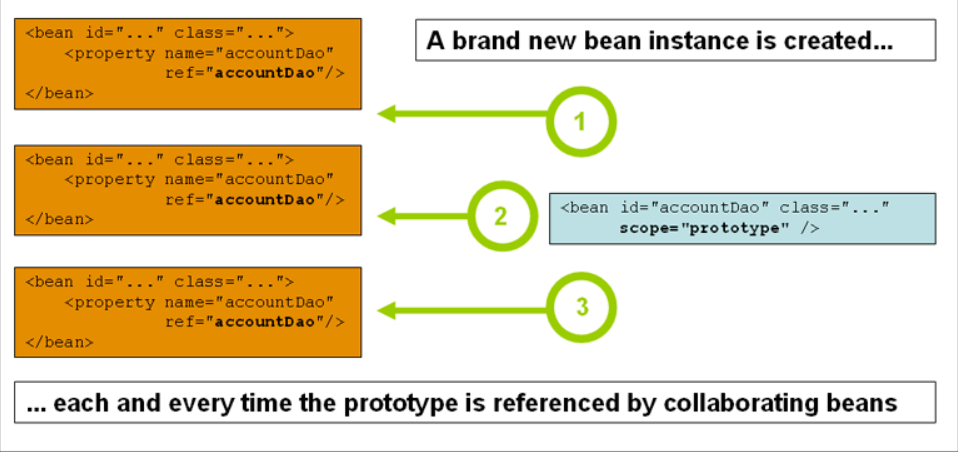 <bean id="..." class="...">
<property name="accountDao"
ref="accountDao"/>
</bean>
A brand new bean instance is created...
1
<bean id="..." class="...">
<property name="accountDao"
ref="accountDao"/>
</bean>
2
<bean id="accountDao" class="..."
scope="prototype" />
<bean id="..." class="...">
<property name="accountDao"
ref="accountDao"/>
</bean>
3
... each and every time the prototype is referenced by collaborating beans